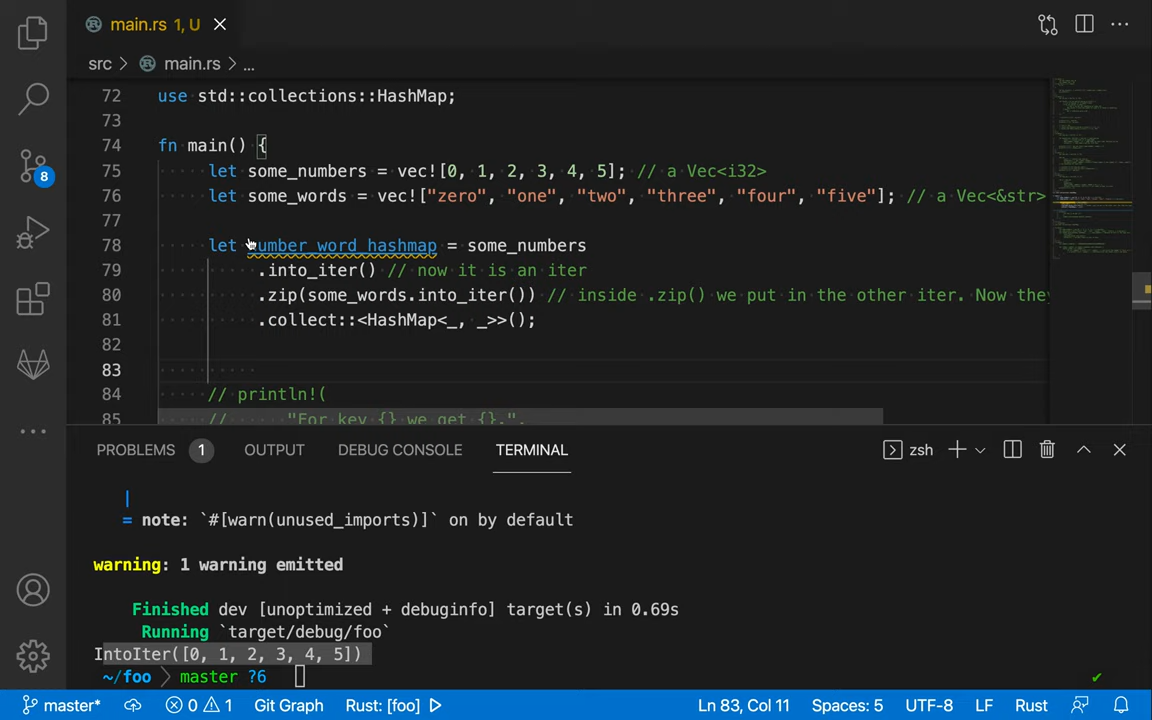 main.rs 1, U
src > main.rs > ...
72 use std::collections::HashMap;
73
74 fn main() {
75 let some_numbers = vec![0, 1, 2, 3, 4, 5]; // a Vec<i32>
76 let some_words = vec!["zero", "one", "two", "three", "four", "five"]; // a Vec<&str>
77
78 let number_word_hashmap = some_numbers
79 .into_iter() // now it is an iter
80 .zip(some_words.into_iter()) // inside .zip() we put in the other iter. Now they
81 .collect::<HashMap<_, _>>();
82
83
84 // println!(
85 // "For key {} we get {}.",
8
PROBLEMS 1 OUTPUT DEBUG CONSOLE TERMINAL zsh
|
= note: `#[warn(unused_imports)]` on by default
warning: 1 warning emitted
Finished dev [unoptimized + debuginfo] target(s) in 0.69s
Running `target/debug/foo`
IntoIter([0, 1, 2, 3, 4, 5])
~/foo master ?6
master* 0 1 Git Graph Rust: [foo] Ln 83, Col 11 Spaces: 5 UTF-8 LF Rust